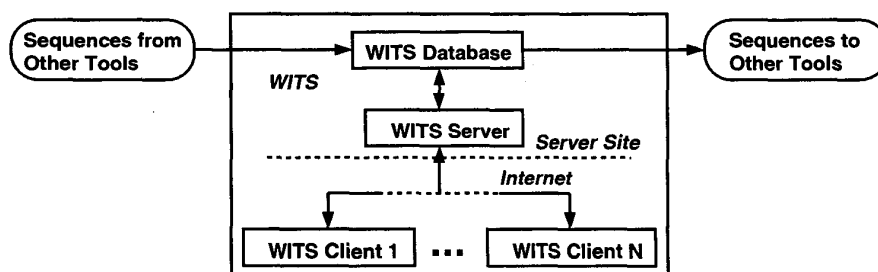 Sequences from
Other Tools
WITS Database
Sequences to
Other Tools
WITS
WITS Server
Server Site
Internet
WITS Client 1
...
WITS Client N